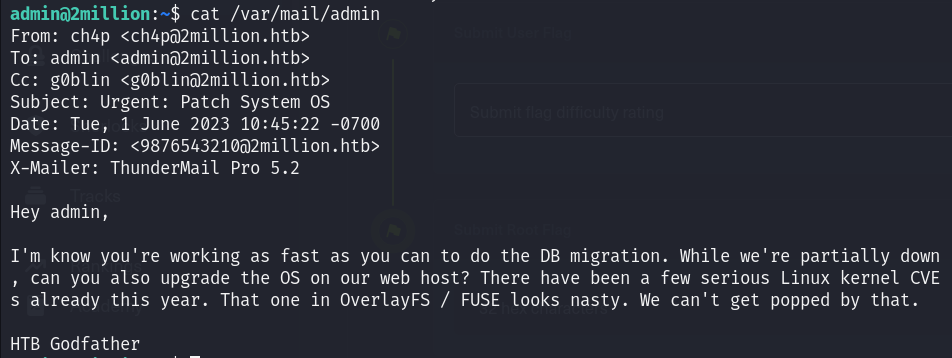 admin@2million:~$ cat /var/mail/admin
From: ch4p <ch4p@2million.htb>
To: admin <admin@2million.htb>
Cc: g0blin <g0blin@2million.htb>
Subject: Urgent: Patch System OS
Date: Tue, 1 June 2023 10:45:22 -0700
Message-ID: <9876543210@2million.htb>
X-Mailer: ThunderMail Pro 5.2
Submit flag difficulty rating
Tracks
Hey admin,
I'm know you're working as fast as you can to do the DB migration. While we're partially down
, can you also upgrade the OS on our web host? There have been a few serious Linux kernel CVE
s already this year. That one in OverlayFS / FUSE looks nasty. We can't get popped by that.
HTB Godfather